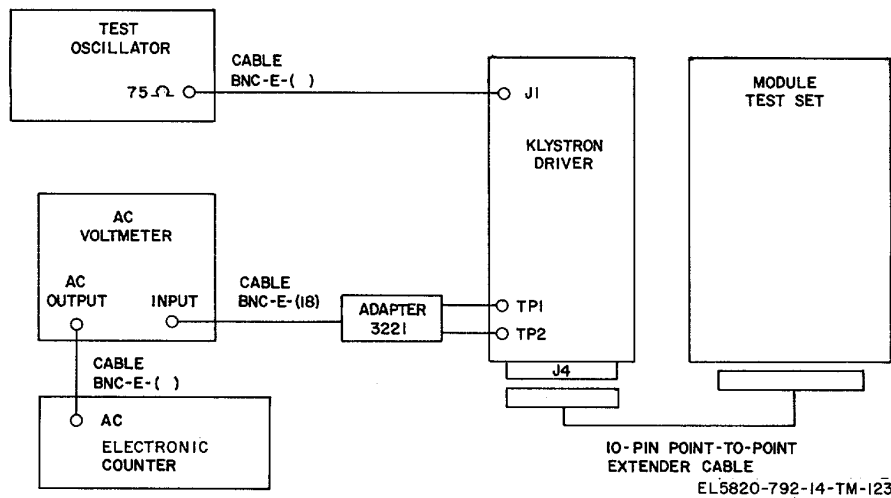 TEST
OSCILLATOR
75 Ω
CABLE
BNC-E-( )
J1
KLYSTRON
DRIVER
MODULE
TEST SET
AC
VOLTMETER
AC
OUTPUT
INPUT
CABLE
BNC-E-(18)
ADAPTER
3221
TP1
TP2
J4
CABLE
BNC-E-( )
AC
ELECTRONIC
COUNTER
10-PIN POINT-TO-POINT
EXTENDER CABLE
EL5820-792-14-TM-123